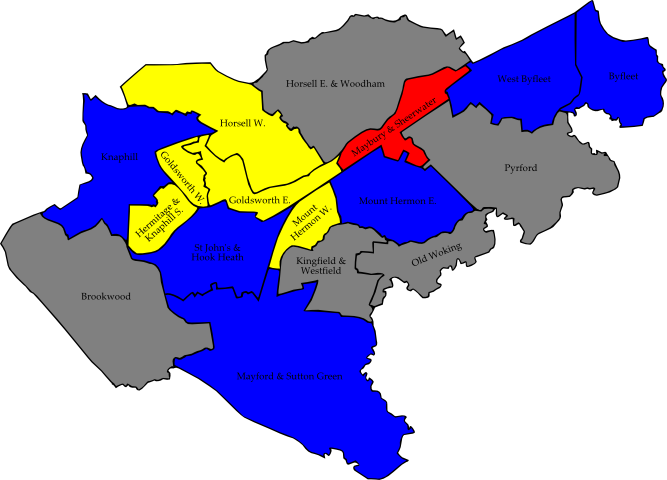 West Byfleet
Byfleet
Horsell E. & Woodham
Maybury & Sheerwater
Horsell W.
Knaphill
Goldsworth W.
Goldsworth E.
Pyrford
Mount Hermon E.
Hermitage &
Knaphill S.
Mount
Hermon W.
St John's &
Hook Heath
Kingfield &
Westfield
Old Woking
Brookwood
Mayford & Sutton Green